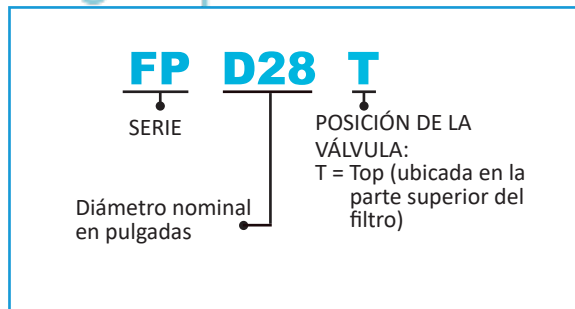 FP D28 T
SERIE
POSICIÓN DE LA
VÁLVULA:
T = Top (ubicada en la
parte superior del
filtro)
Diámetro nominal
en pulgadas